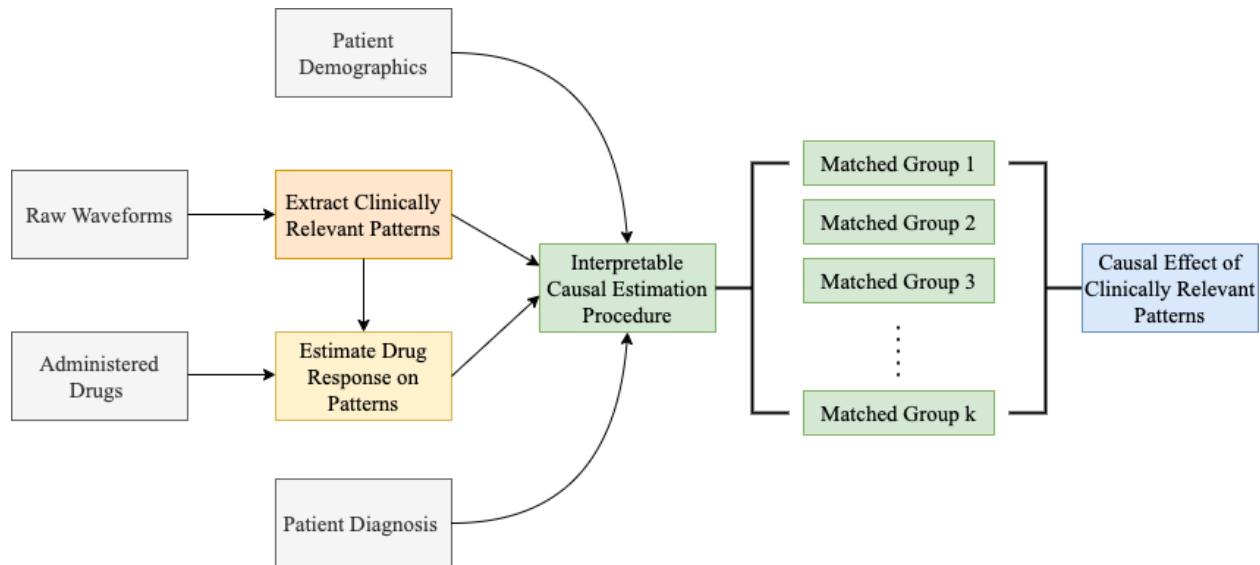 Patient
Demographics
Raw Waveforms
Extract Clinically
Relevant Patterns
Administered
Drugs
Estimate Drug
Response on
Patterns
Patient Diagnosis
Interpretable
Causal Estimation
Procedure
Matched Group 1
Matched Group 2
Matched Group 3
Matched Group k
Causal Effect of
Clinically Relevant
Patterns